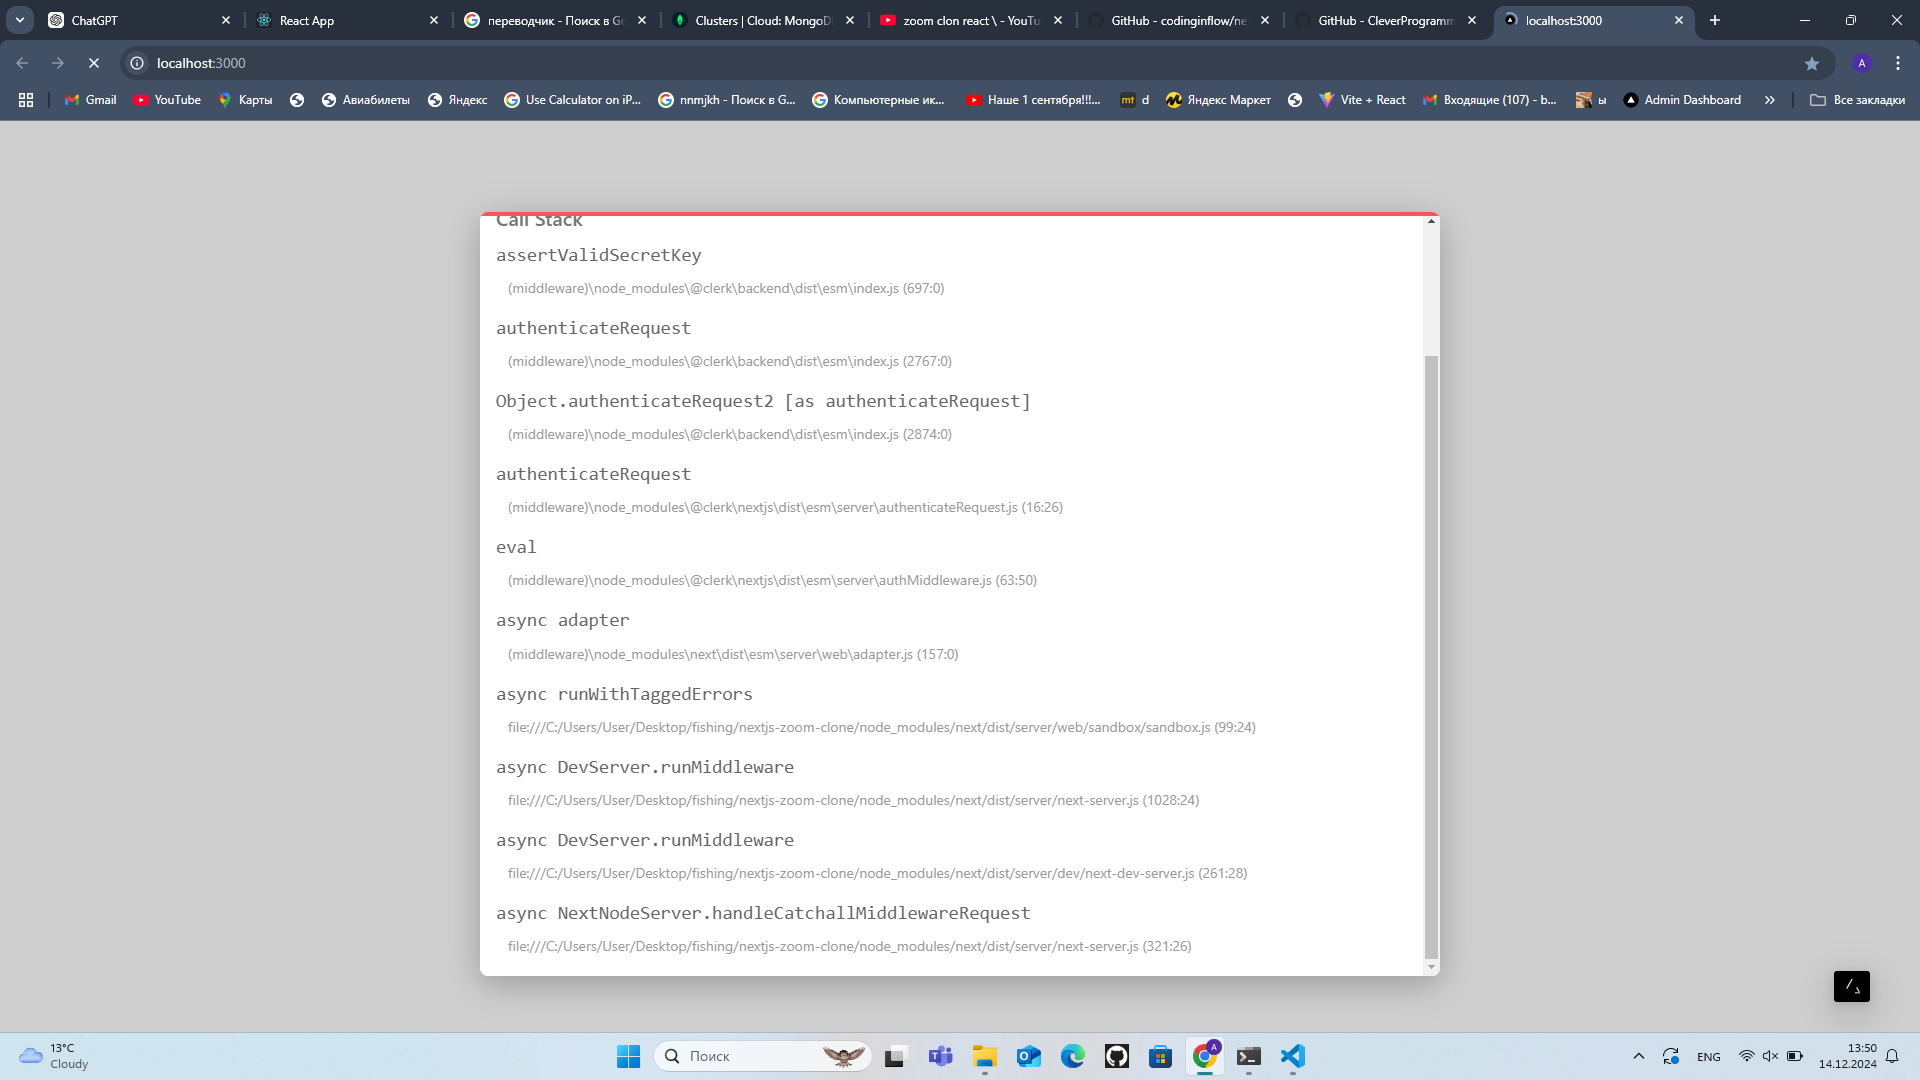 ChatGPT
React App
переводчик - Поиск в Go
Clusters | Cloud: MongoD
zoom clon react \ - YouTu
GitHub - codinginflow/ne
GitHub - CleverProgramm
localhost:3000
localhost:3000
A
Gmail
YouTube
Карты
Авиабилеты
Яндекс
Use Calculator on iP...
nnmjkh - Поиск в G...
Компьютерные ик...
Наше 1 сентября!!!...
mt d
Яндекс Маркет
Vite + React
Входящие (107) - b...
ы
Admin Dashboard
Все закладки
Call Stack
assertValidSecretKey
(middleware)\node_modules\@clerk\backend\dist\esm\index.js (697:0)
authenticateRequest
(middleware)\node_modules\@clerk\backend\dist\esm\index.js (2767:0)
Object.authenticateRequest2 [as authenticateRequest]
(middleware)\node_modules\@clerk\backend\dist\esm\index.js (2874:0)
authenticateRequest
(middleware)\node_modules\@clerk\nextjs\dist\esm\server\authenticateRequest.js (16:26)
eval
(middleware)\node_modules\@clerk\nextjs\dist\esm\server\authMiddleware.js (63:50)
async adapter
(middleware)\node_modules\next\dist\esm\server\web\adapter.js (157:0)
async runWithTaggedErrors
file:///C:/Users/User/Desktop/fishing/nextjs-zoom-clone/node_modules/next/dist/server/web/sandbox/sandbox.js (99:24)
async DevServer.runMiddleware
file:///C:/Users/User/Desktop/fishing/nextjs-zoom-clone/node_modules/next/dist/server/next-server.js (1028:24)
async DevServer.runMiddleware
file:///C:/Users/User/Desktop/fishing/nextjs-zoom-clone/node_modules/next/dist/server/dev/next-dev-server.js (261:28)
async NextNodeServer.handleCatchallMiddlewareRequest
file:///C:/Users/User/Desktop/fishing/nextjs-zoom-clone/node_modules/next/dist/server/next-server.js (321:26)
13°C
Cloudy
Поиск
A
ENG
13:50
14.12.2024